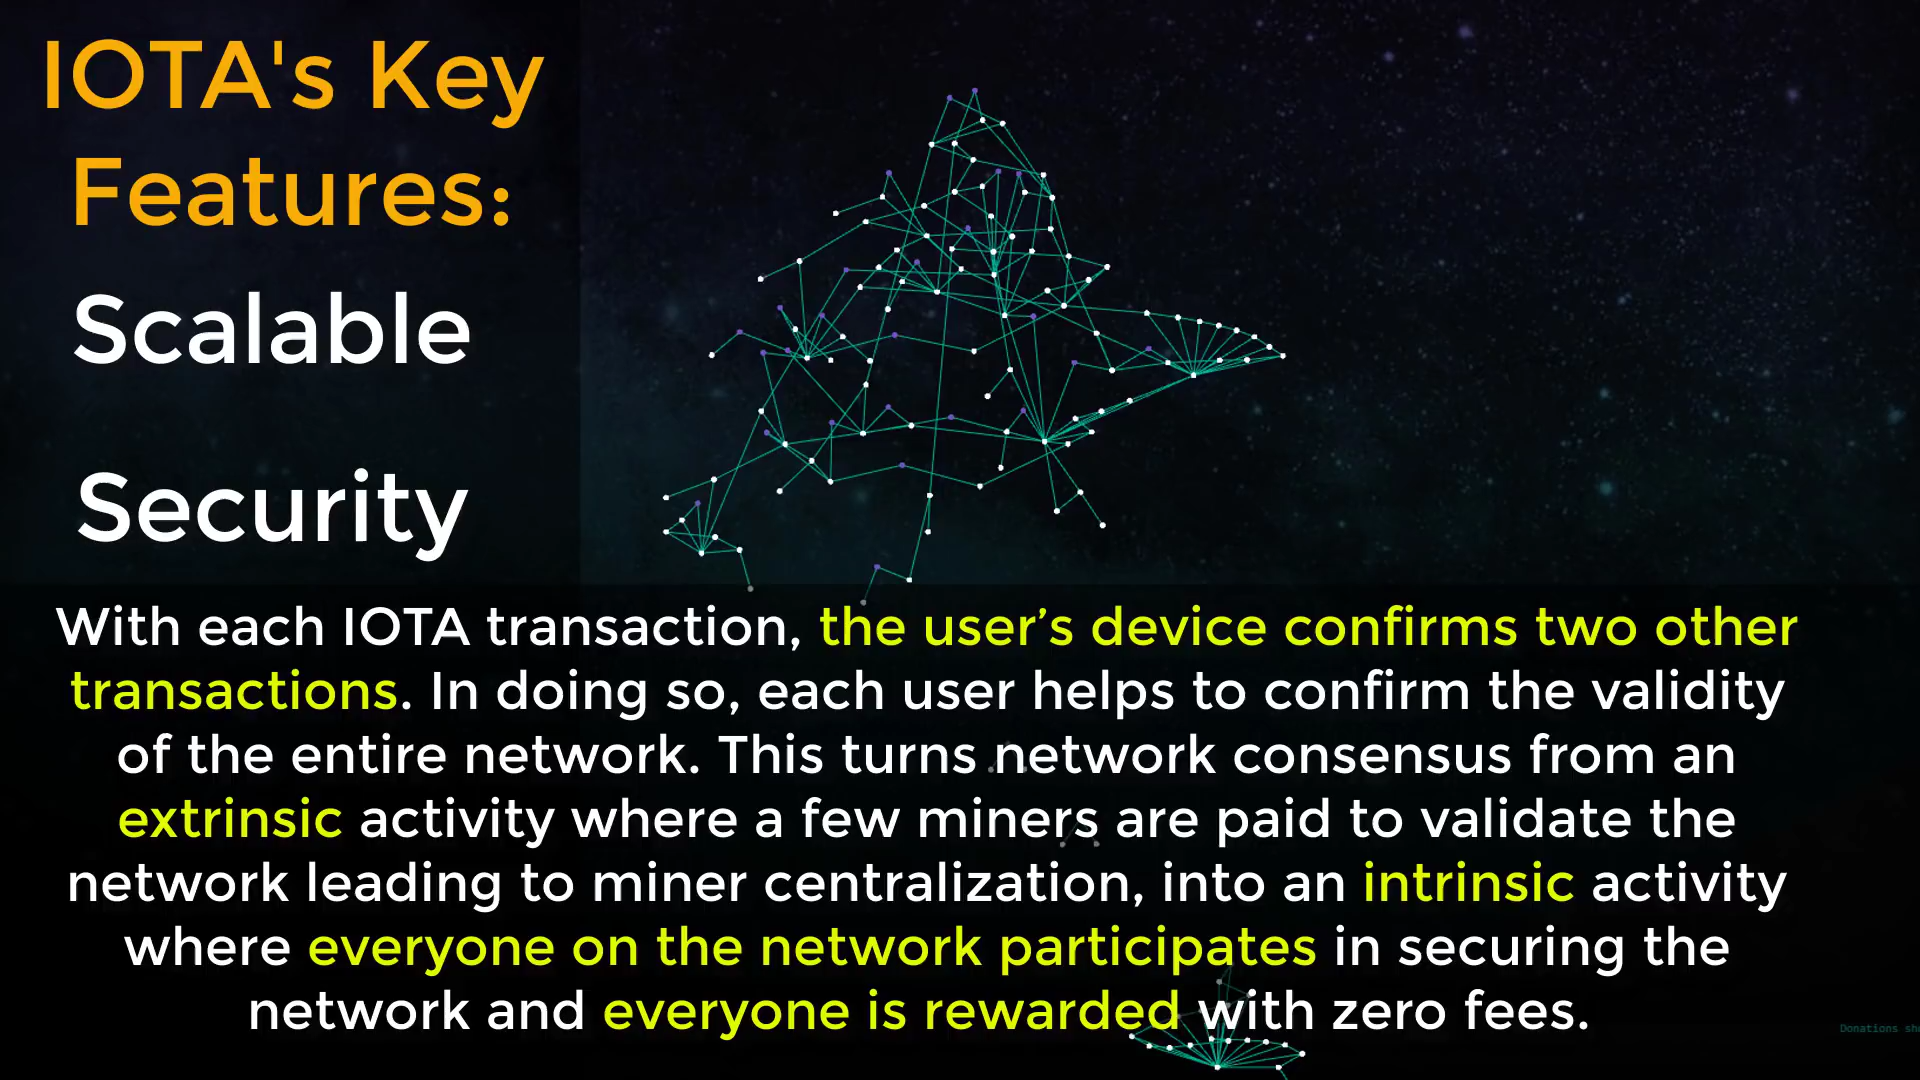 IOTA's Key
Features:
Scalable
Security
With each IOTA transaction, the user’s device confirms two other
transactions. In doing so, each user helps to confirm the validity
of the entire network. This turns network consensus from an
extrinsic activity where a few miners are paid to validate the
network leading to miner centralization, into an intrinsic activity
where everyone on the network participates in securing the
network and everyone is rewarded with zero fees.
Donations